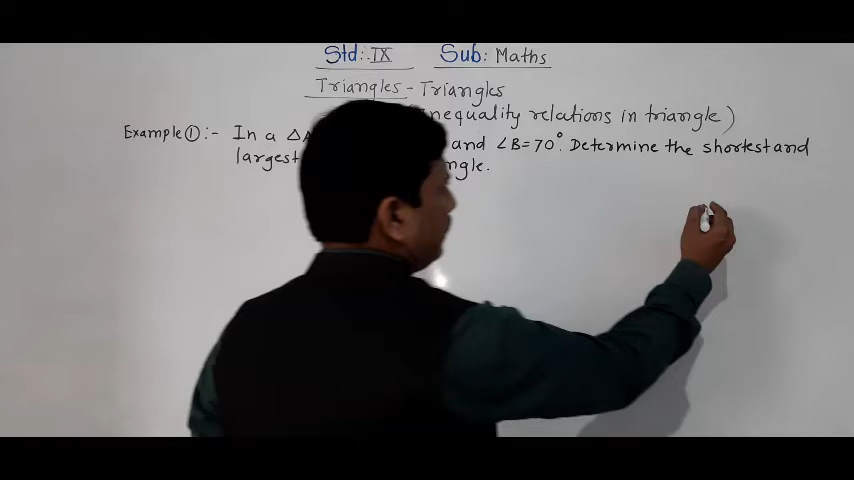 Std: IX Sub: Maths
Triangles - Triangles
nequality relations in triangle)
Example ① :- In a △ and ∠B = 70°. Determine the shortest and
largest ngle.